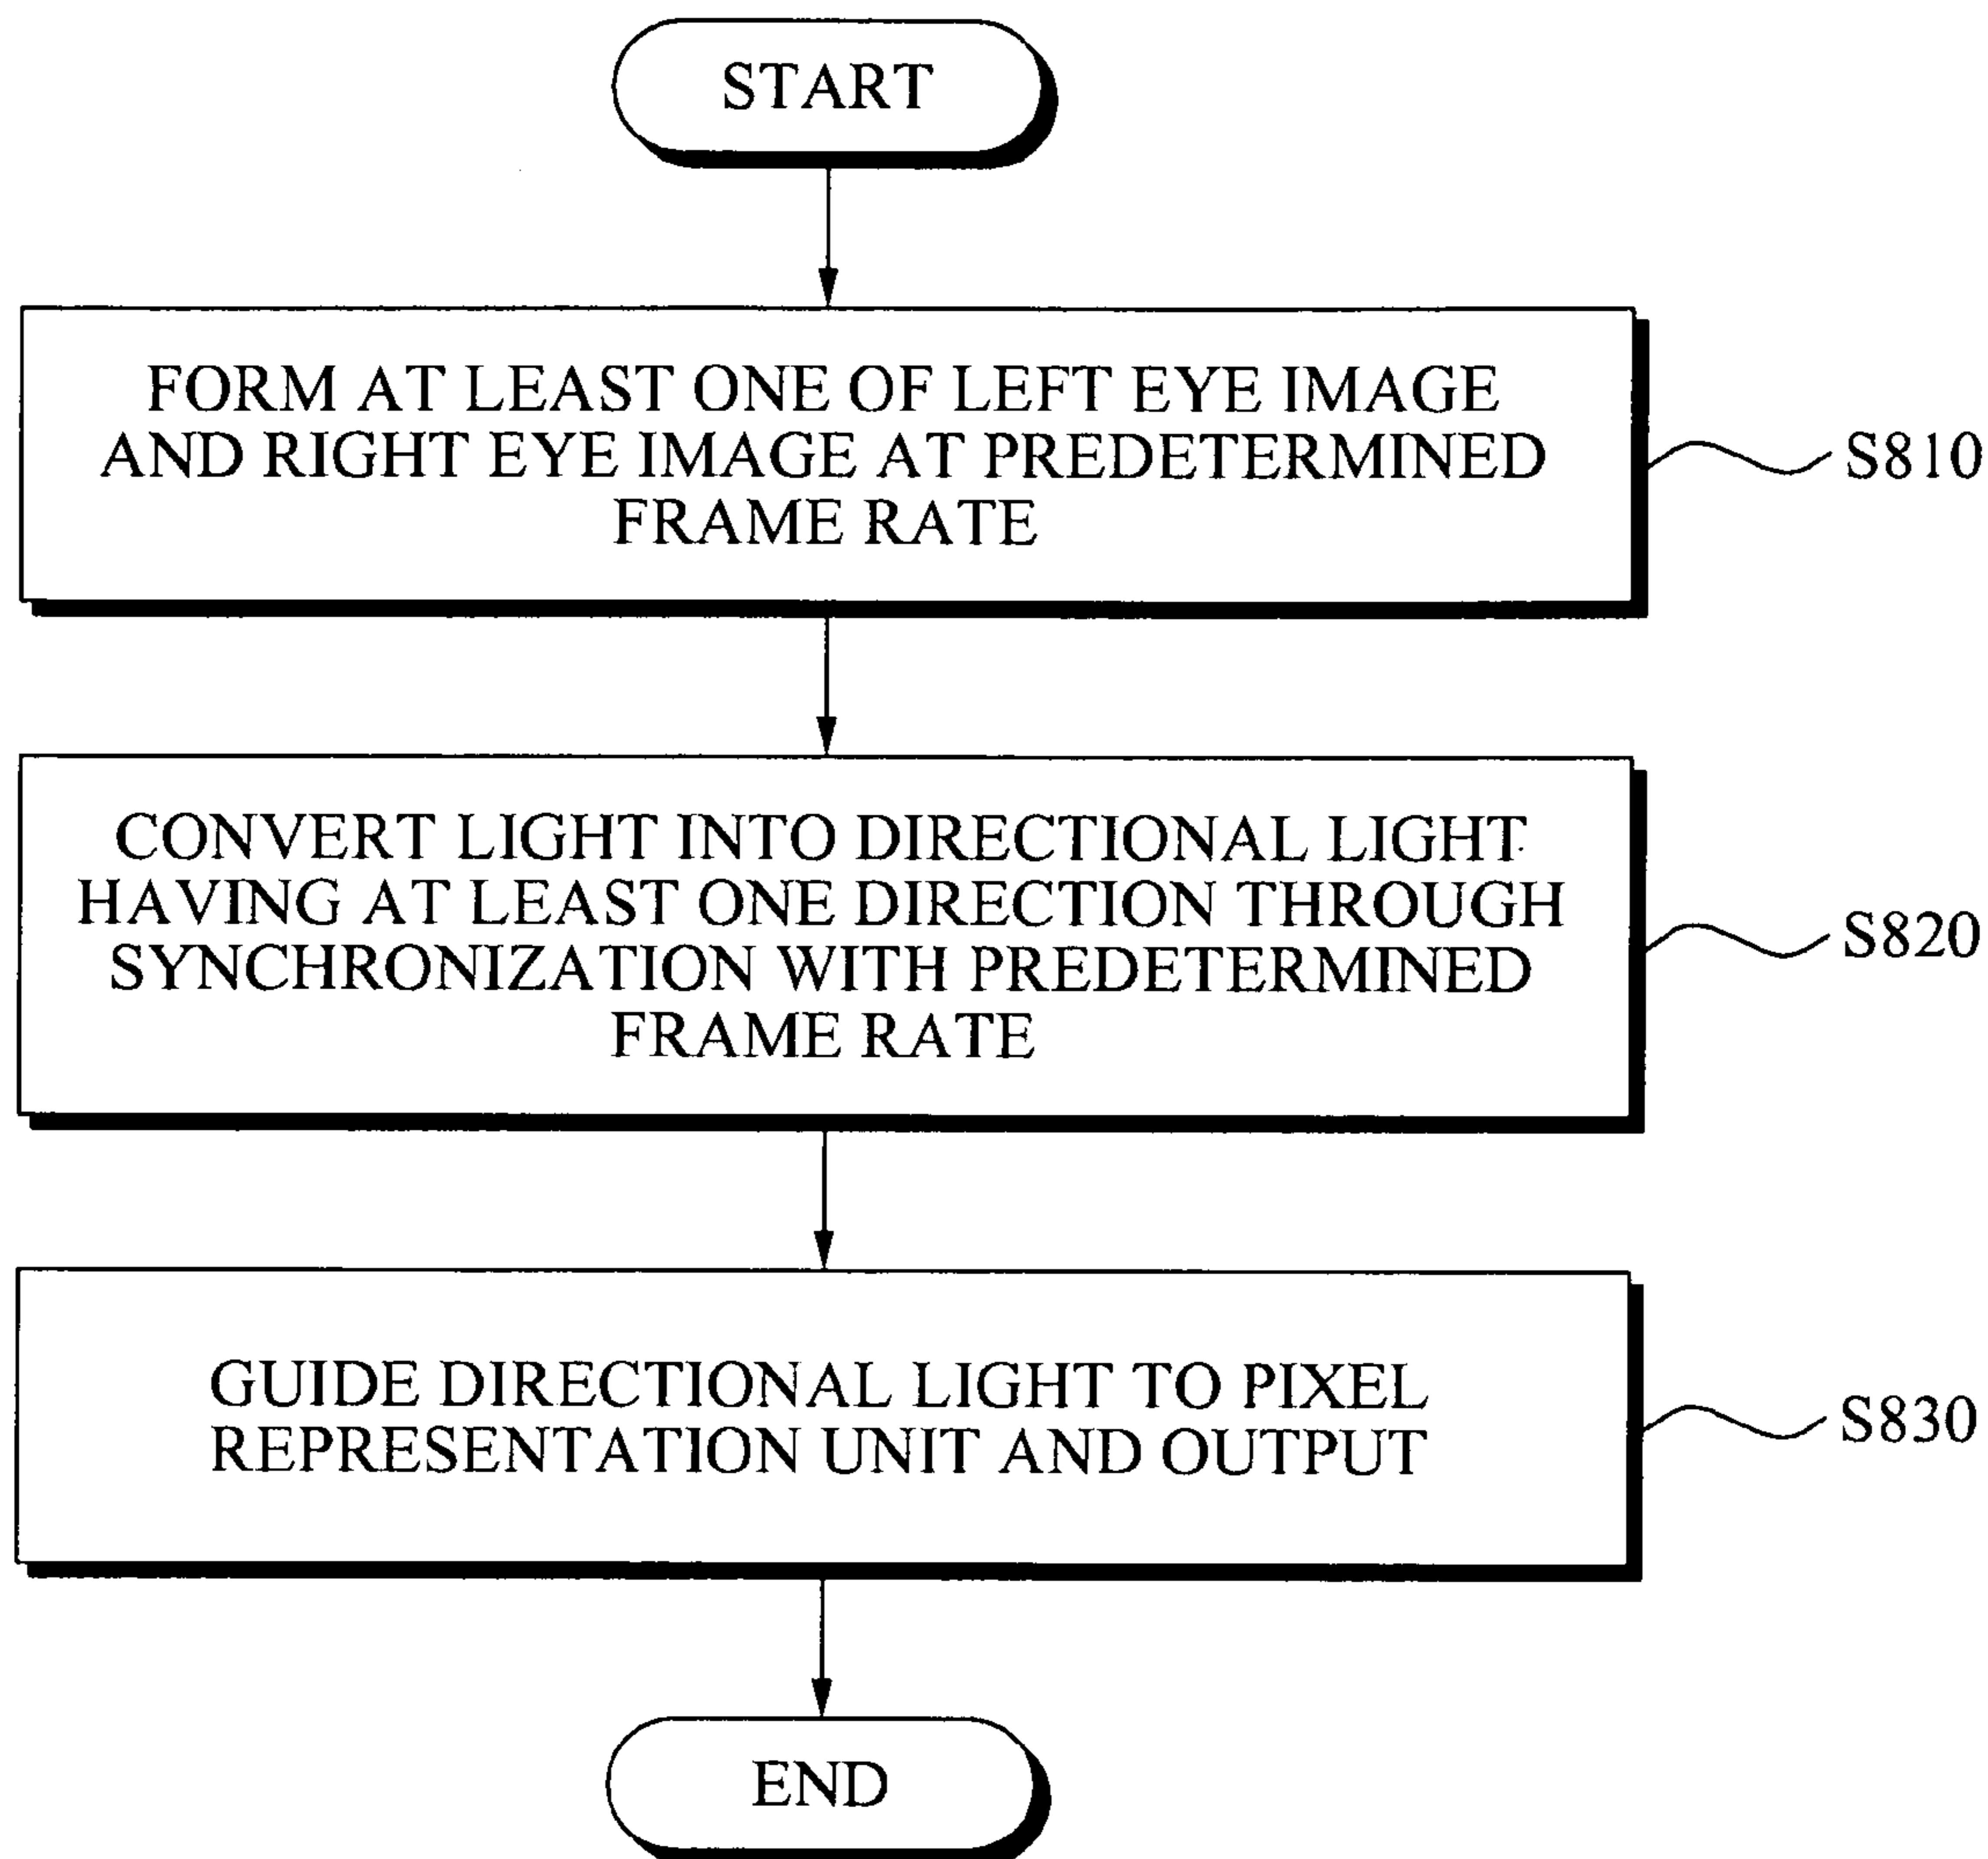 START
FORM AT LEAST ONE OF LEFT EYE IMAGE
AND RIGHT EYE IMAGE AT PREDETERMINED
FRAME RATE
S810
CONVERT LIGHT INTO DIRECTIONAL LIGHT
HAVING AT LEAST ONE DIRECTION THROUGH
SYNCHRONIZATION WITH PREDETERMINED
FRAME RATE
S820
GUIDE DIRECTIONAL LIGHT TO PIXEL
REPRESENTATION UNIT AND OUTPUT
S830
END